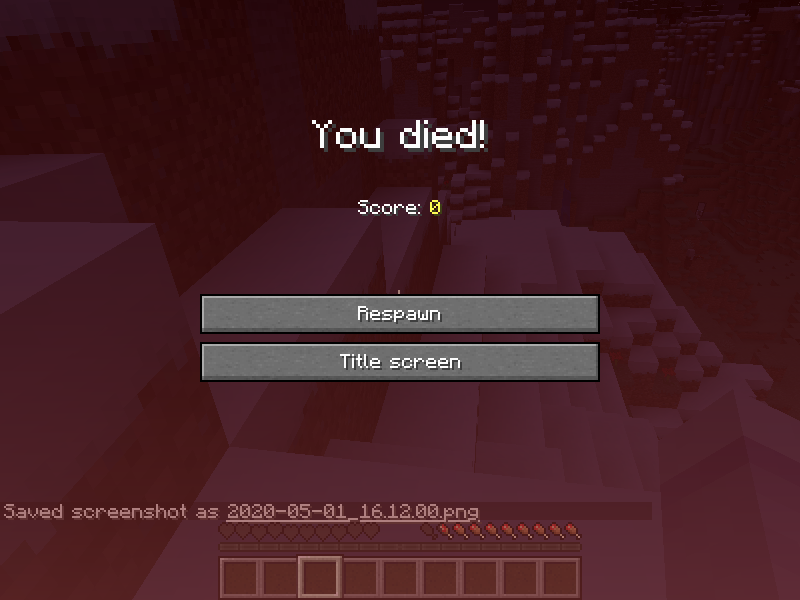 You died!
Score: 0
Respawn
Title screen
Saved screenshot as 2020-05-01_16.12.00.png